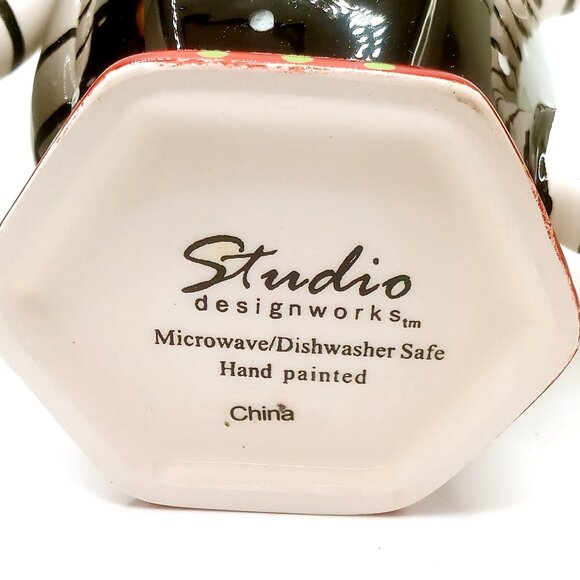 Studio
designworks tm
Microwave/Dishwasher Safe
Hand painted
China